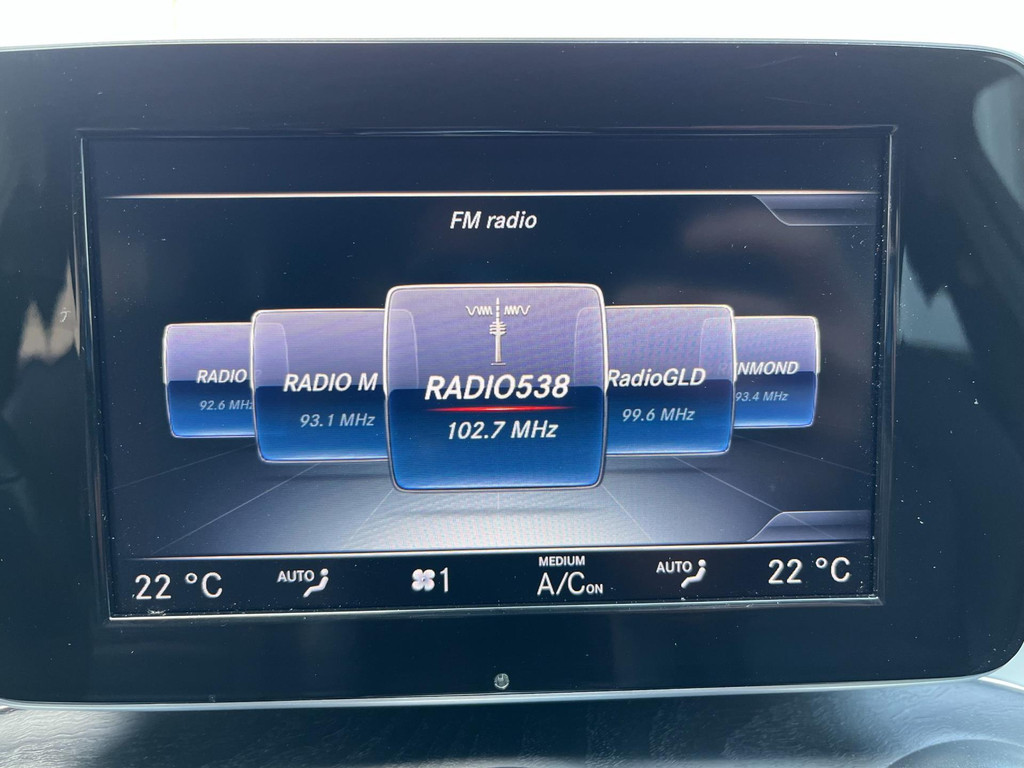 FM radio
RADIO
92.6 MHz
RADIO M
93.1 MHz
RADIO538
102.7 MHz
RadioGLD
99.6 MHz
NMOND
93.4 MHz
22 °C
AUTO
1
MEDIUM
A/C ON
AUTO
22 °C